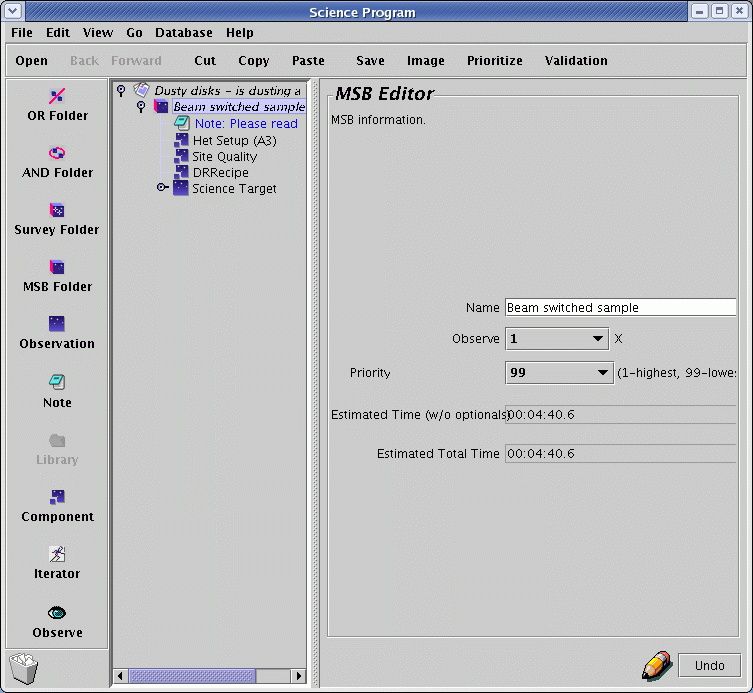 Science Program
File Edit View Go Database Help
Open Back Forward Cut Copy Paste Save Image Prioritize Validation
OR Folder
AND Folder
Survey Folder
MSB Folder
Observation
Note
Library
Component
Iterator
Observe
Dusty disks - is dusting a
Beam switched sample
Note: Please read
Het Setup (A3)
Site Quality
DRRecipe
Science Target
MSB Editor
MSB information.
Name Beam switched sample
Observe 1 X
Priority 99 (1-highest, 99-lowes
Estimated Time (w/o optionals) 00:04:40.6
Estimated Total Time 00:04:40.6
Undo